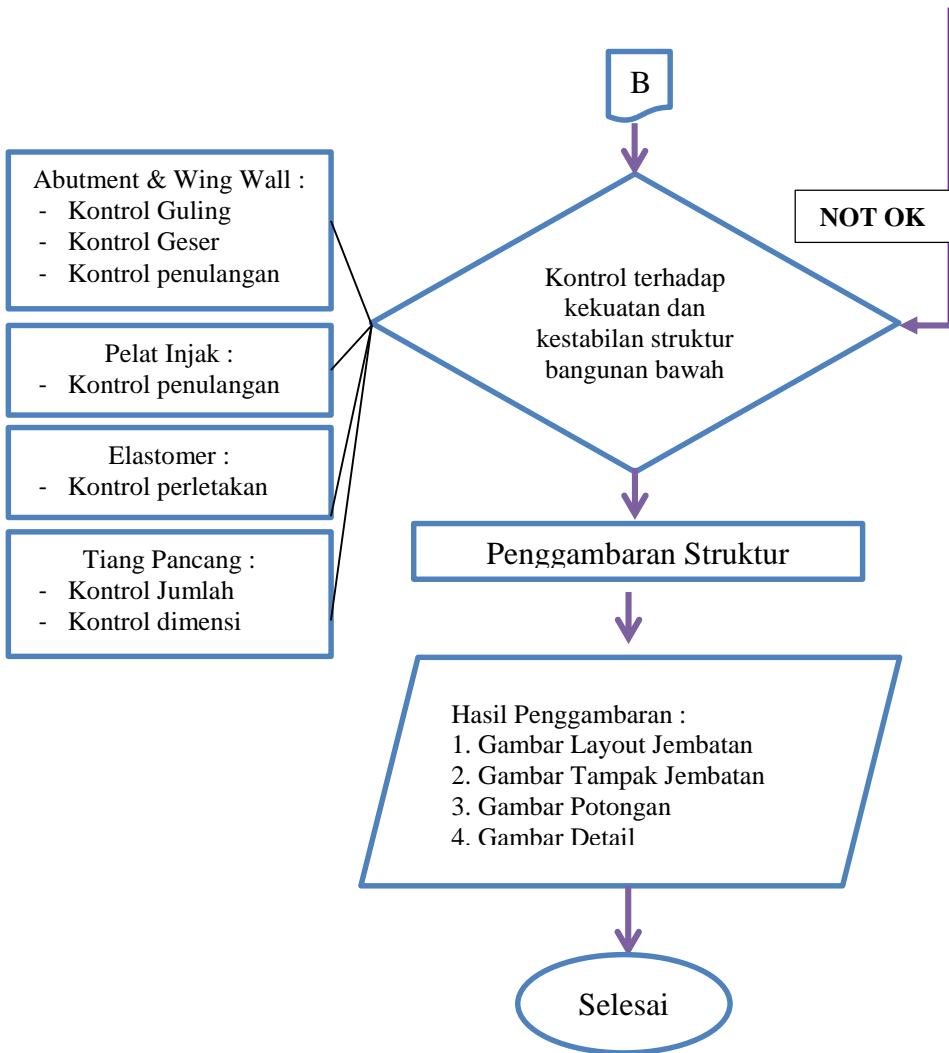 B
Abutment & Wing Wall :
- Kontrol Guling
- Kontrol Geser
- Kontrol penulangan
NOT OK
Kontrol terhadap
kekuatan dan
kestabilan struktur
bangunan bawah
Pelat Injak :
- Kontrol penulangan
Elastomer :
- Kontrol perletakan
Tiang Pancang :
- Kontrol Jumlah
- Kontrol dimensi
Penggambaran Struktur
Hasil Penggambaran :
1. Gambar Layout Jembatan
2. Gambar Tampak Jembatan
3. Gambar Potongan
4. Gambar Detail
Selesai